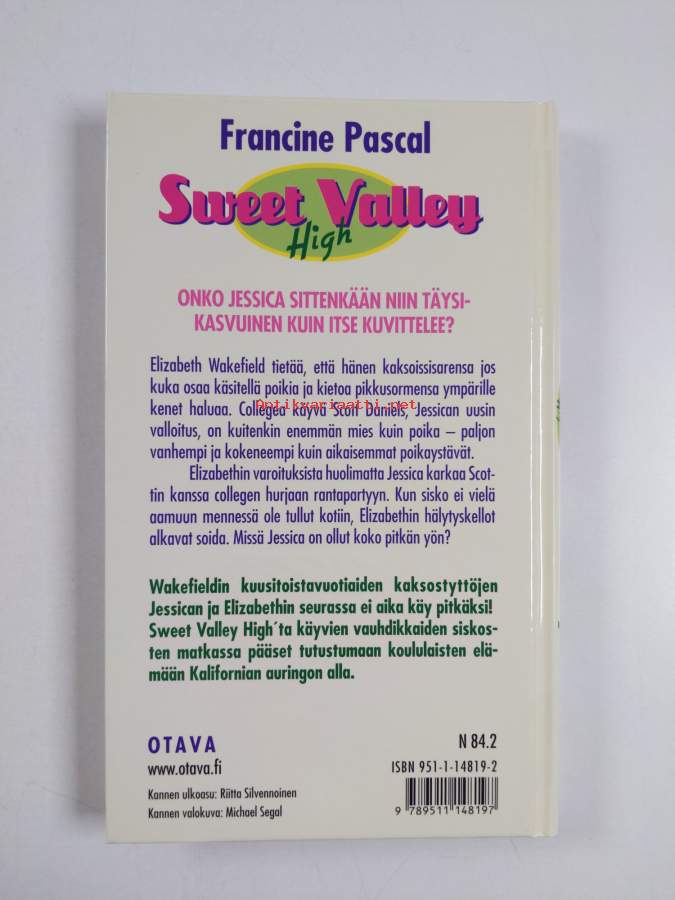 Francine Pascal
Sweet Valley
High
ONKO JESSICA SITTENKÄÄN NIIN TÄYSI-
KASVUINEN KUIN ITSE KUVITTELEE?
Elizabeth Wakefield tietää, että hänen kaksoissisarensa jos
kuka osaa käsitellä poikia ja kietoa pikkusormensa ympärille
kenet haluaa. Collegea käyvä Scott Daniels, Jessican uusin
Antikvariaatti.net
valloitus, on kuitenkin enemmän mies kuin poika – paljon
vanhempi ja kokeneempi kuin aikaisemmat poikaystävät.
Elizabethin varoituksista huolimatta Jessica karkaa Scot-
tin kanssa collegen hurjaan rantapartyyn. Kun sisko ei vielä
aamuun mennessä ole tullut kotiin, Elizabethin hälytyskellot
alkavat soida. Missä Jessica on ollut koko pitkän yön?
Wakefieldin kuusitoistavuotiaiden kaksostyttöjen
Jessican ja Elizabethin seurassa ei aika käy pitkäksi!
Sweet Valley High´ta käyvien vauhdikkaiden siskos-
ten matkassa pääset tutustumaan koululaisten elä-
mään Kalifornian auringon alla.
OTAVA
www.otava.fi
Kannen ulkoasu: Riitta Silvennoinen
Kannen valokuva: Michael Segal
N 84.2
ISBN 951-1-14819-2
9 789511 148197